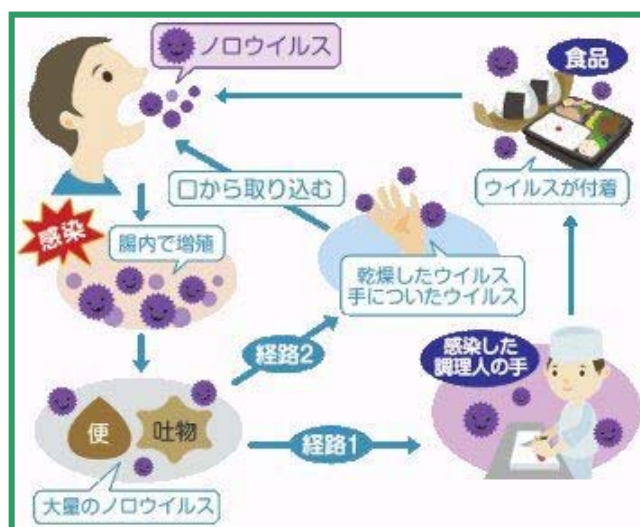 ノロウイルス
食品
ウイルスが付着
口から取り込む
感染
腸内で増殖
乾燥したウイルス
手についたウイルス
経路2
感染した
調理人の手
便
吐物
経路1
大量のノロウイルス